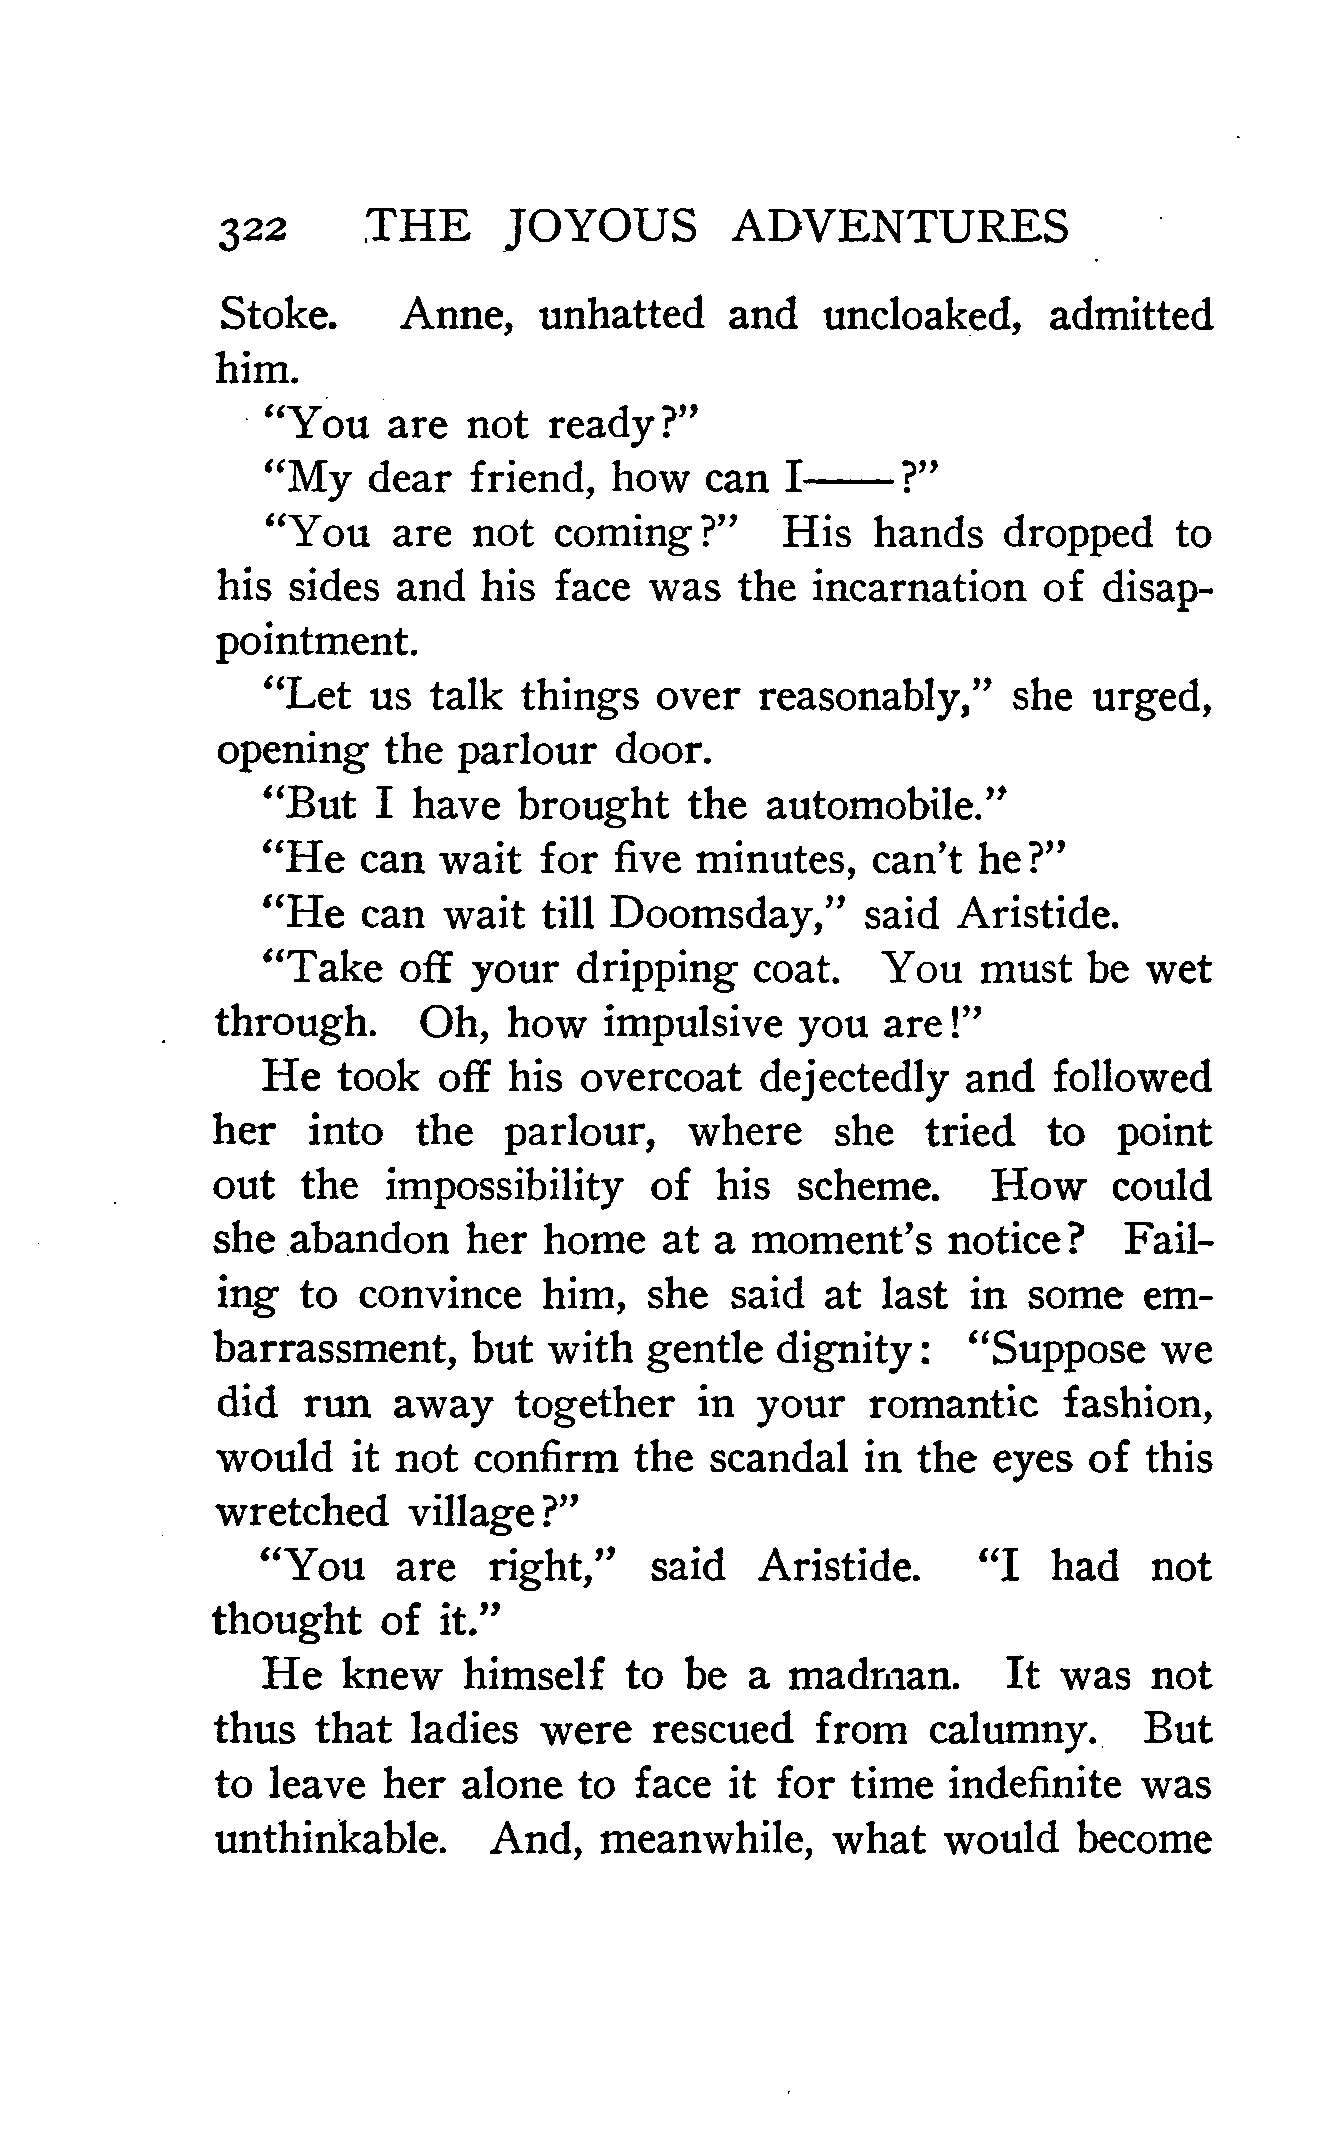 322 THE JOYOUS ADVENTURES
Stoke. Anne, unhatted and uncloaked, admitted
him.
"You are not ready?"
"My dear friend, how can I——?"
"You are not coming?" His hands dropped to
his sides and his face was the incarnation of disap-
pointment.
"Let us talk things over reasonably," she urged,
opening the parlour door.
"But I have brought the automobile."
"He can wait for five minutes, can't he?"
"He can wait till Doomsday," said Aristide.
"Take off your dripping coat. You must be wet
through. Oh, how impulsive you are!"
He took off his overcoat dejectedly and followed
her into the parlour, where she tried to point
out the impossibility of his scheme. How could
she abandon her home at a moment's notice? Fail-
ing to convince him, she said at last in some em-
barrassment, but with gentle dignity: "Suppose we
did run away together in your romantic fashion,
would it not confirm the scandal in the eyes of this
wretched village?"
"You are right," said Aristide. "I had not
thought of it."
He knew himself to be a madman. It was not
thus that ladies were rescued from calumny. But
to leave her alone to face it for time indefinite was
unthinkable. And, meanwhile, what would become